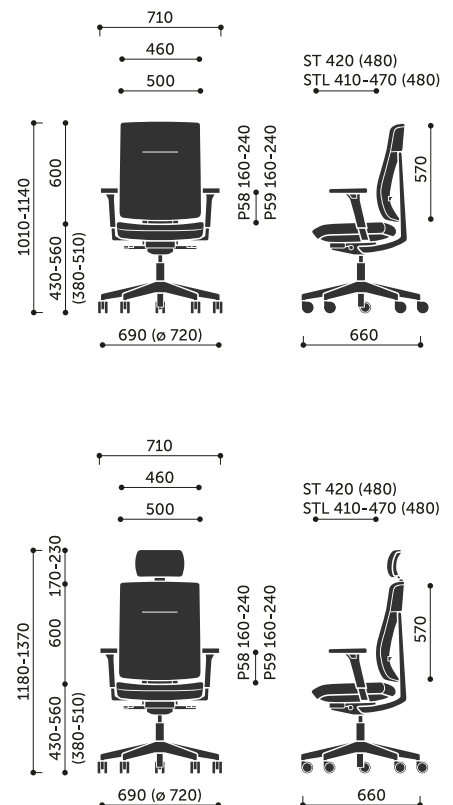 710
460
500
ST 420 (480)
STL 410-470 (480)
1010-1140
600
430-560
(380-510)
P58 160-240
P59 160-240
570
690 (ø 720)
660
710
460
500
ST 420 (480)
STL 410-470 (480)
1180-1370
170-230
600
430-560
(380-510)
P58 160-240
P59 160-240
570
690 (ø 720)
660